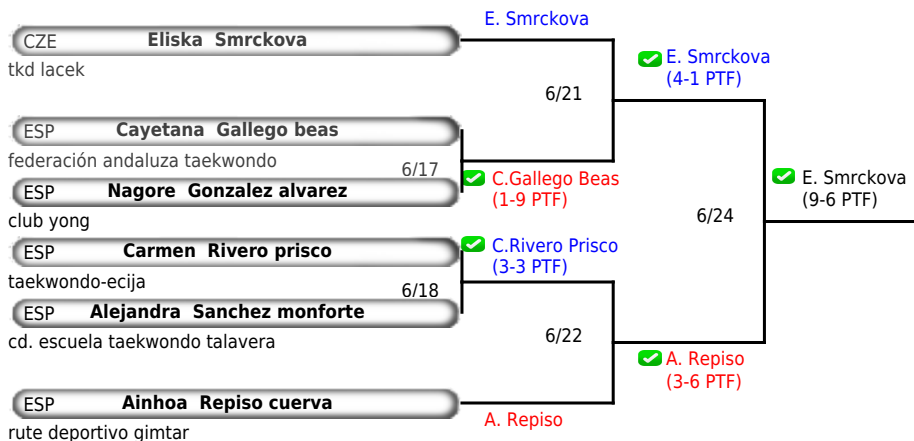 E. Smrckova
CZE Eliska Smrckova
tkd lacek
E. Smrckova
(4-1 PTF)
6/21
ESP Cayetana Gallego beas
federación andaluza taekwondo
6/17
C.Gallego Beas
(1-9 PTF)
ESP Nagore Gonzalez alvarez
club yong
E. Smrckova
(9-6 PTF)
6/24
ESP Carmen Rivero prisco
taekwondo-ecija
C.Rivero Prisco
(3-3 PTF)
6/18
ESP Alejandra Sanchez monforte
cd. escuela taekwondo talavera
6/22
A. Repiso
(3-6 PTF)
ESP Ainhoa Repiso cuerva
A. Repiso
rute deportivo gimtar